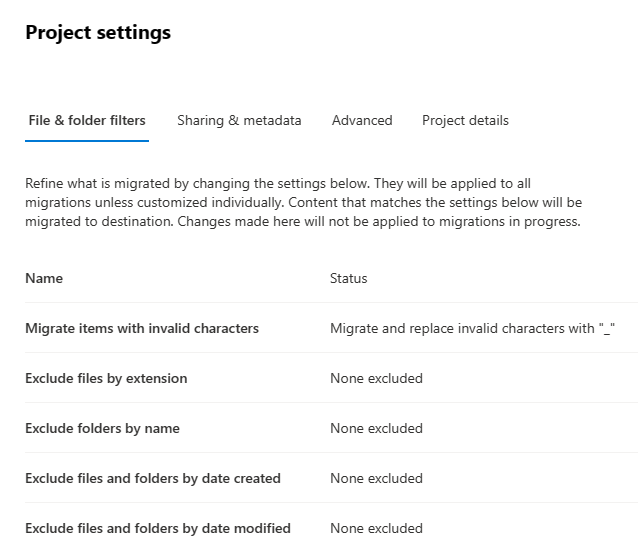 Project settings
File & folder filters Sharing & metadata Advanced Project details
Refine what is migrated by changing the settings below. They will be applied to all
migrations unless customized individually. Content that matches the settings below will be
migrated to destination. Changes made here will not be applied to migrations in progress.
Name Status
Migrate items with invalid characters Migrate and replace invalid characters with "_"
Exclude files by extension None excluded
Exclude folders by name None excluded
Exclude files and folders by date created None excluded
Exclude files and folders by date modified None excluded